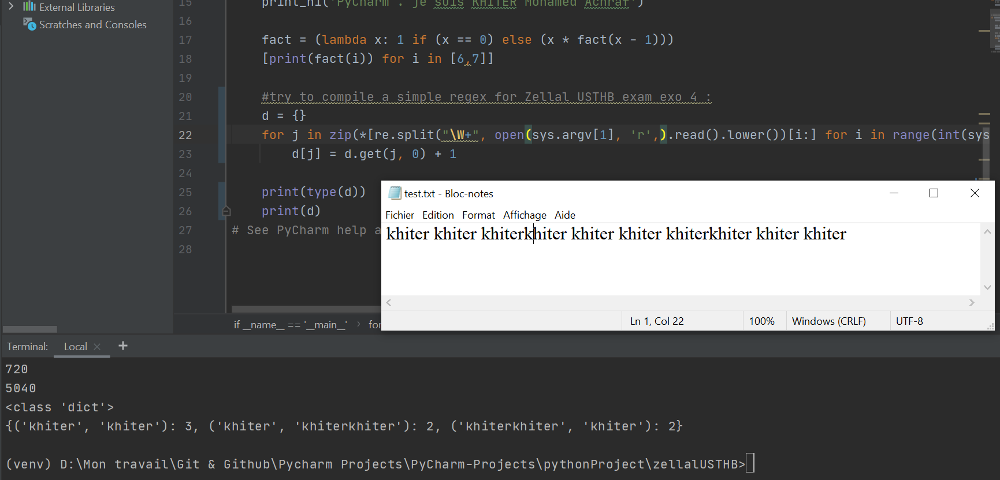 External Libraries
Scratches and Consoles
15 print_hi('PyCharm . je suis KHITER Mohamed Achraf')
16
17 fact = (lambda x: 1 if (x == 0) else (x * fact(x - 1)))
18 [print(fact(i)) for i in [6,7]]
19
20 #try to compile a simple regex for Zellal USTHB exam exo 4 :
21 d = {}
22 for j in zip(*[re.split("\W+", open(sys.argv[1], 'r',).read().lower())[i:] for i in range(int(sys
23 d[j] = d.get(j, 0) + 1
24
25 print(type(d))
26 print(d)
27 # See PyCharm help a
28
test.txt - Bloc-notes
Fichier Edition Format Affichage Aide
khiter khiter khiterkhiter khiter khiter khiterkhiter khiter khiter
Ln 1, Col 22 100% Windows (CRLF) UTF-8
if __name__ == '__main__' › for
Terminal: Local × +
720
5040
<class 'dict'>
{('khiter', 'khiter'): 3, ('khiter', 'khiterkhiter'): 2, ('khiterkhiter', 'khiter'): 2}
(venv) D:\Mon travail\Git & Github\Pycharm Projects\PyCharm-Projects\pythonProject\zellalUSTHB>